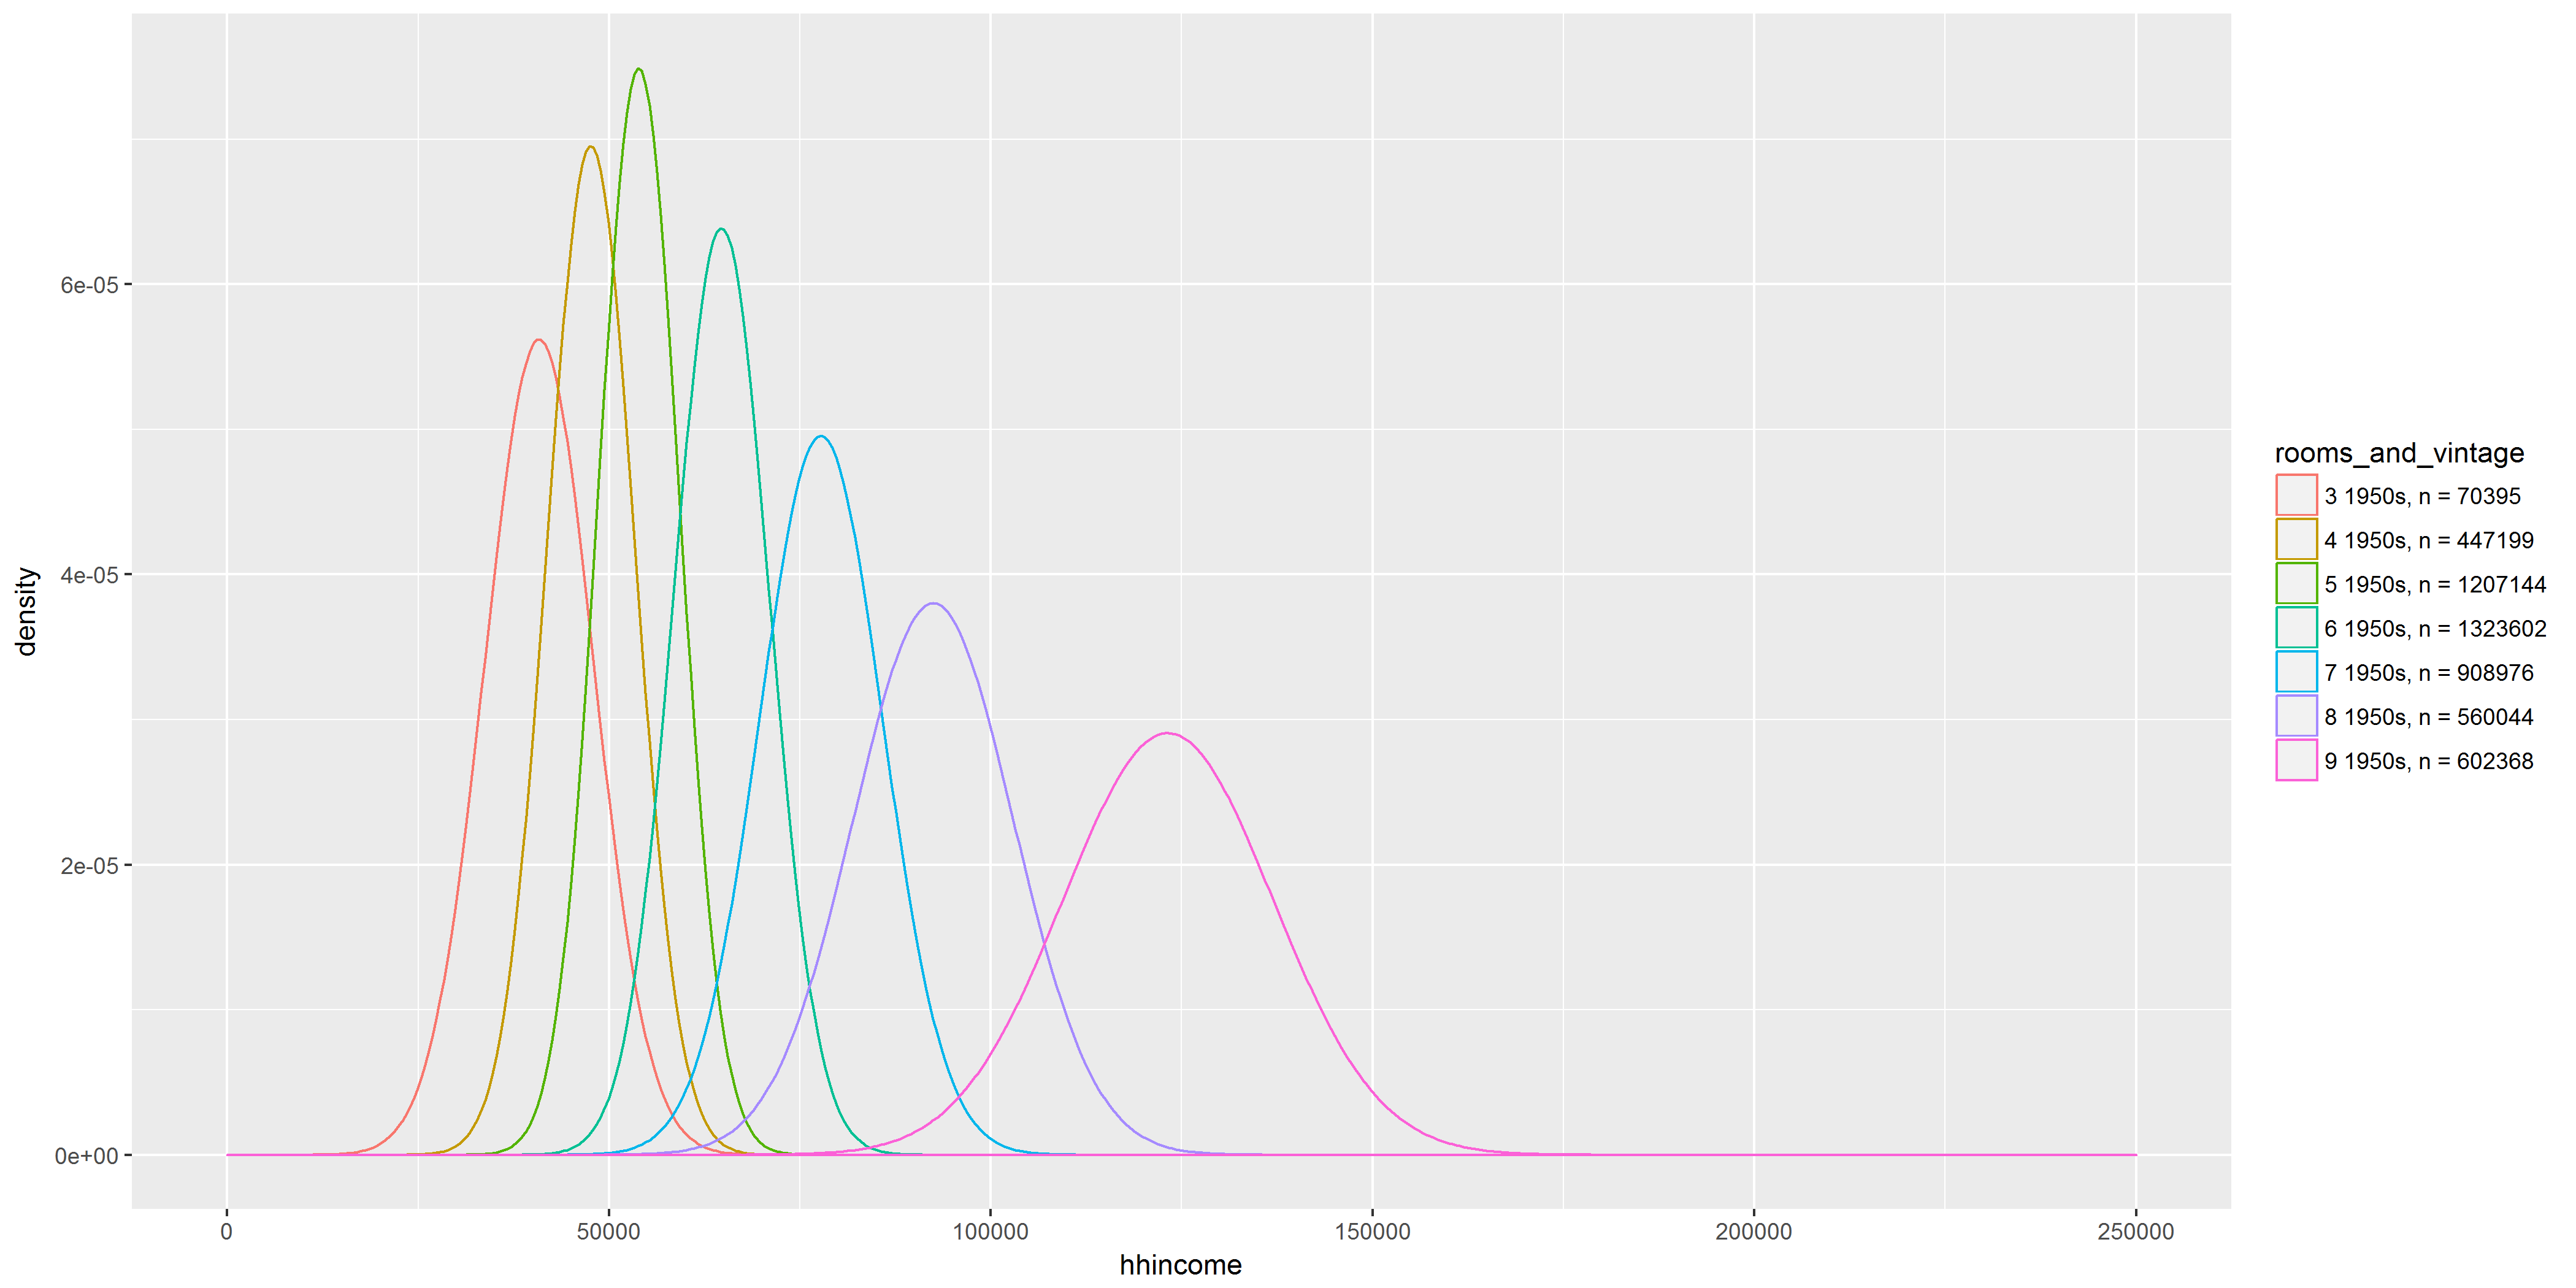 density
6e-05
4e-05
2e-05
0e+00
0
50000
100000
150000
200000
250000
hhincome
rooms_and_vintage
3 1950s, n = 70395
4 1950s, n = 447199
5 1950s, n = 1207144
6 1950s, n = 1323602
7 1950s, n = 908976
8 1950s, n = 560044
9 1950s, n = 602368